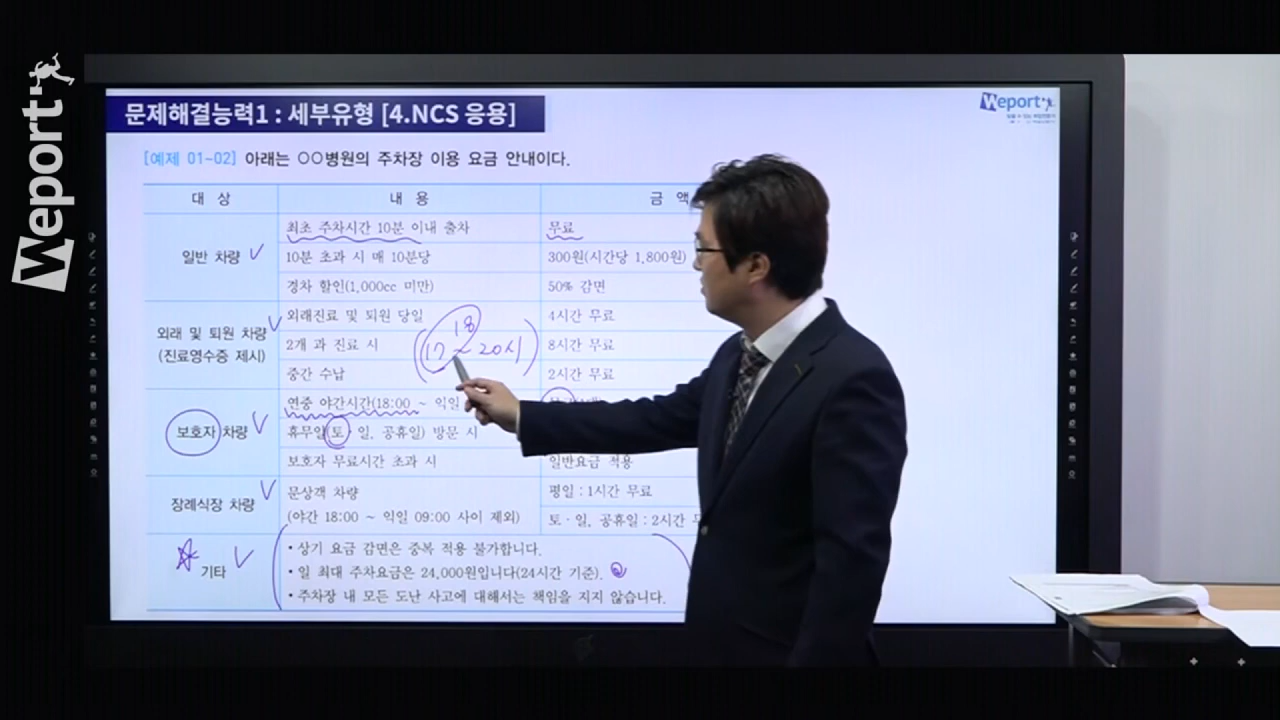 Weport
문제해결능력1 : 세부유형 [4.NCS 응용]
Weport
[예제 01-02] 아래는 ○○병원의 주차장 이용 요금 안내이다.
대 상 내 용 금 액
일반 차량
최초 주차시간 10분 이내 출차 무료
10분 초과 시 매 10분당 300원(시간당 1,800원)
경차 할인(1,000cc 미만) 50% 감면
외래 및 퇴원 차량
(진료영수증 제시)
외래진료 및 퇴원 당일 4시간 무료
2개 과 진료 시 8시간 무료
중간 수납 2시간 무료
18
(17 ~ 20시)
보호자 차량
연중 야간시간(18:00 ~ 익일
휴무일(토·일, 공휴일) 방문 시
보호자 무료시간 초과 시 일반요금 적용
장례식장 차량
문상객 차량
(야간 18:00 ~ 익일 09:00 사이 제외)
평일 : 1시간 무료
토·일, 공휴일 : 2시간
기타
• 상기 요금 감면은 중복 적용 불가합니다.
• 일 최대 주차요금은 24,000원입니다(24시간 기준).
• 주차장 내 모든 도난 사고에 대해서는 책임을 지지 않습니다.